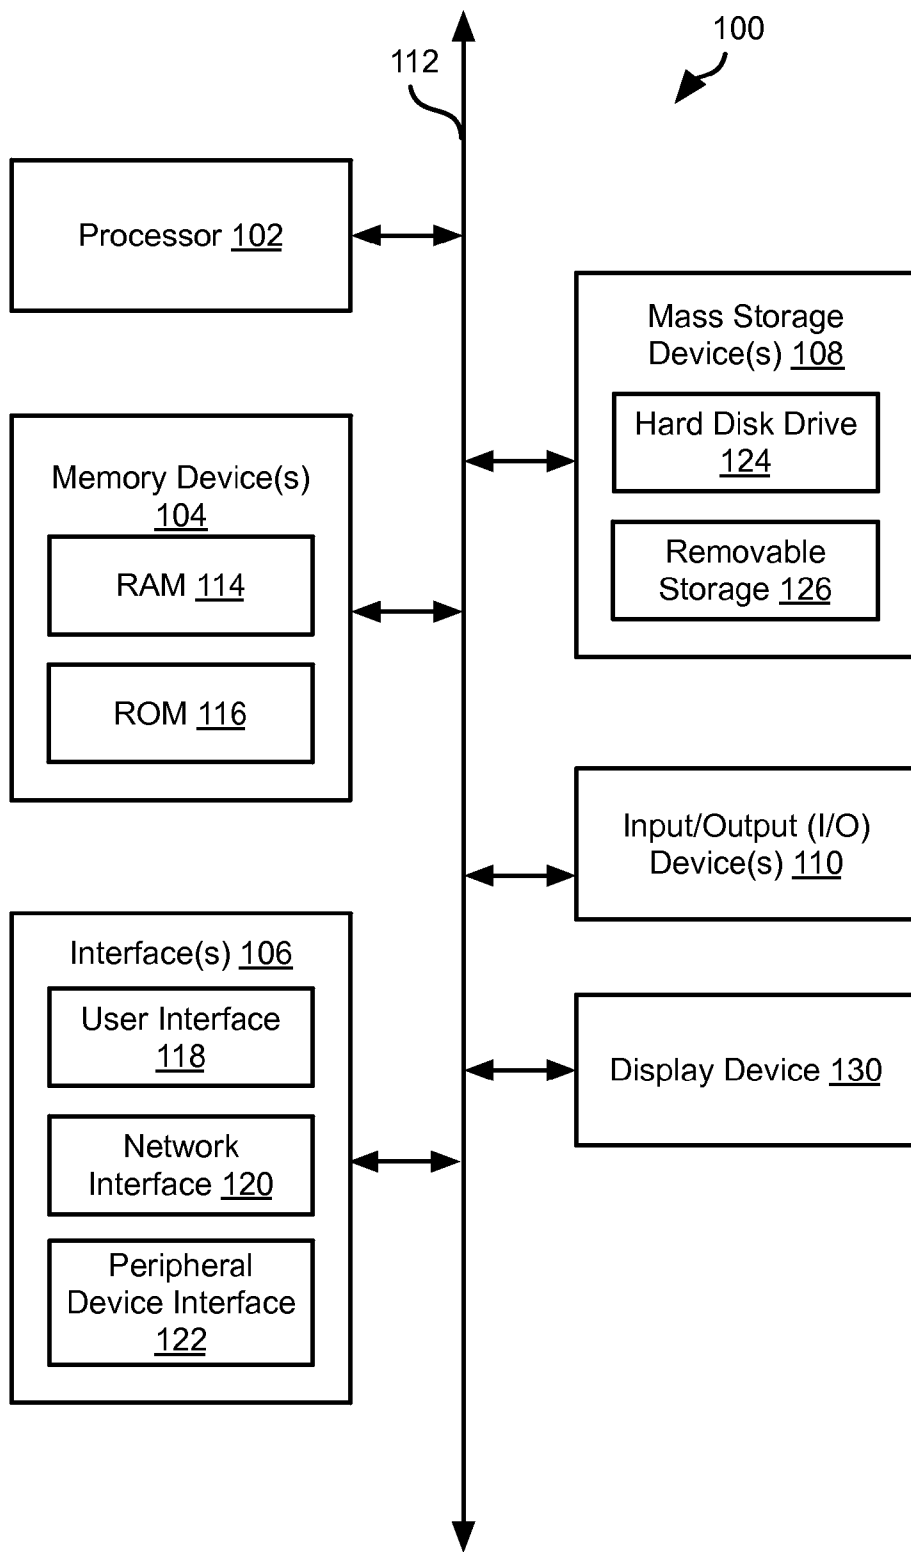 100
112
Processor 102
Mass Storage
Device(s) 108
Hard Disk Drive
124
Removable
Storage 126
Memory Device(s)
104
RAM 114
ROM 116
Input/Output (I/O)
Device(s) 110
Interface(s) 106
User Interface
118
Network
Interface 120
Peripheral
Device Interface
122
Display Device 130